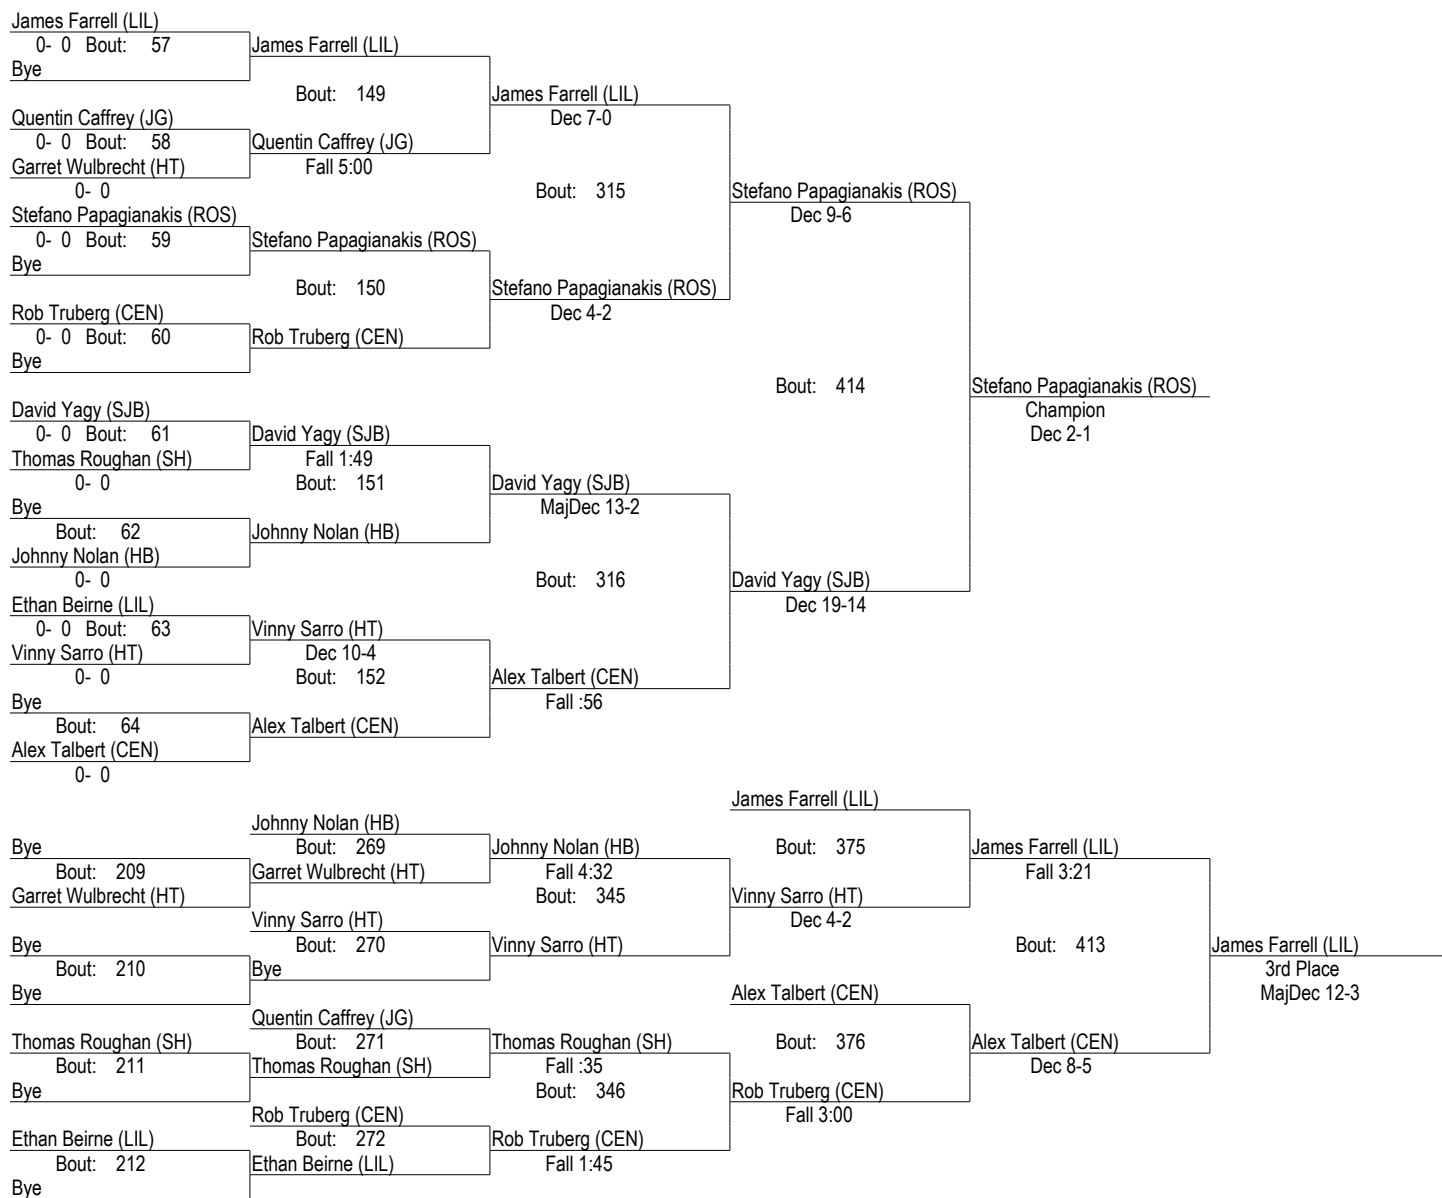 James Farrell (LIL)
0- 0 Bout: 57 James Farrell (LIL)
Bye
Bout: 149 James Farrell (LIL)
Quentin Caffrey (JG) Dec 7-0
0- 0 Bout: 58 Quentin Caffrey (JG)
Garret Wulbrecht (HT) Fall 5:00
0- 0 Bout: 315 Stefano Papagianakis (ROS)
Stefano Papagianakis (ROS) Dec 9-6
0- 0 Bout: 59 Stefano Papagianakis (ROS)
Bye
Bout: 150 Stefano Papagianakis (ROS)
Rob Truberg (CEN) Dec 4-2
0- 0 Bout: 60 Rob Truberg (CEN)
Bye
Bout: 414 Stefano Papagianakis (ROS)
David Yagy (SJB) Champion
0- 0 Bout: 61 David Yagy (SJB) Dec 2-1
Thomas Roughan (SH) Fall 1:49
0- 0 Bout: 151 David Yagy (SJB)
Bye MajDec 13-2
Bout: 62 Johnny Nolan (HB)
Johnny Nolan (HB)
0- 0 Bout: 316 David Yagy (SJB)
Ethan Beirne (LIL) Dec 19-14
0- 0 Bout: 63 Vinny Sarro (HT)
Vinny Sarro (HT) Dec 10-4
0- 0 Bout: 152 Alex Talbert (CEN)
Bye Fall :56
Bout: 64 Alex Talbert (CEN)
Alex Talbert (CEN)
0- 0
James Farrell (LIL)
Johnny Nolan (HB)
Bye Bout: 269 Johnny Nolan (HB) Bout: 375 James Farrell (LIL)
Bout: 209 Garret Wulbrecht (HT) Fall 4:32 Fall 3:21
Garret Wulbrecht (HT) Bout: 345 Vinny Sarro (HT)
Vinny Sarro (HT) Dec 4-2
Bye Bout: 270 Vinny Sarro (HT) Bout: 413 James Farrell (LIL)
Bout: 210 Bye 3rd Place
Bye Alex Talbert (CEN) MajDec 12-3
Quentin Caffrey (JG)
Thomas Roughan (SH) Bout: 271 Thomas Roughan (SH) Bout: 376 Alex Talbert (CEN)
Bout: 211 Thomas Roughan (SH) Fall :35 Dec 8-5
Bye Bout: 346 Rob Truberg (CEN)
Rob Truberg (CEN) Fall 3:00
Ethan Beirne (LIL) Bout: 272 Rob Truberg (CEN)
Bout: 212 Ethan Beirne (LIL) Fall 1:45
Bye